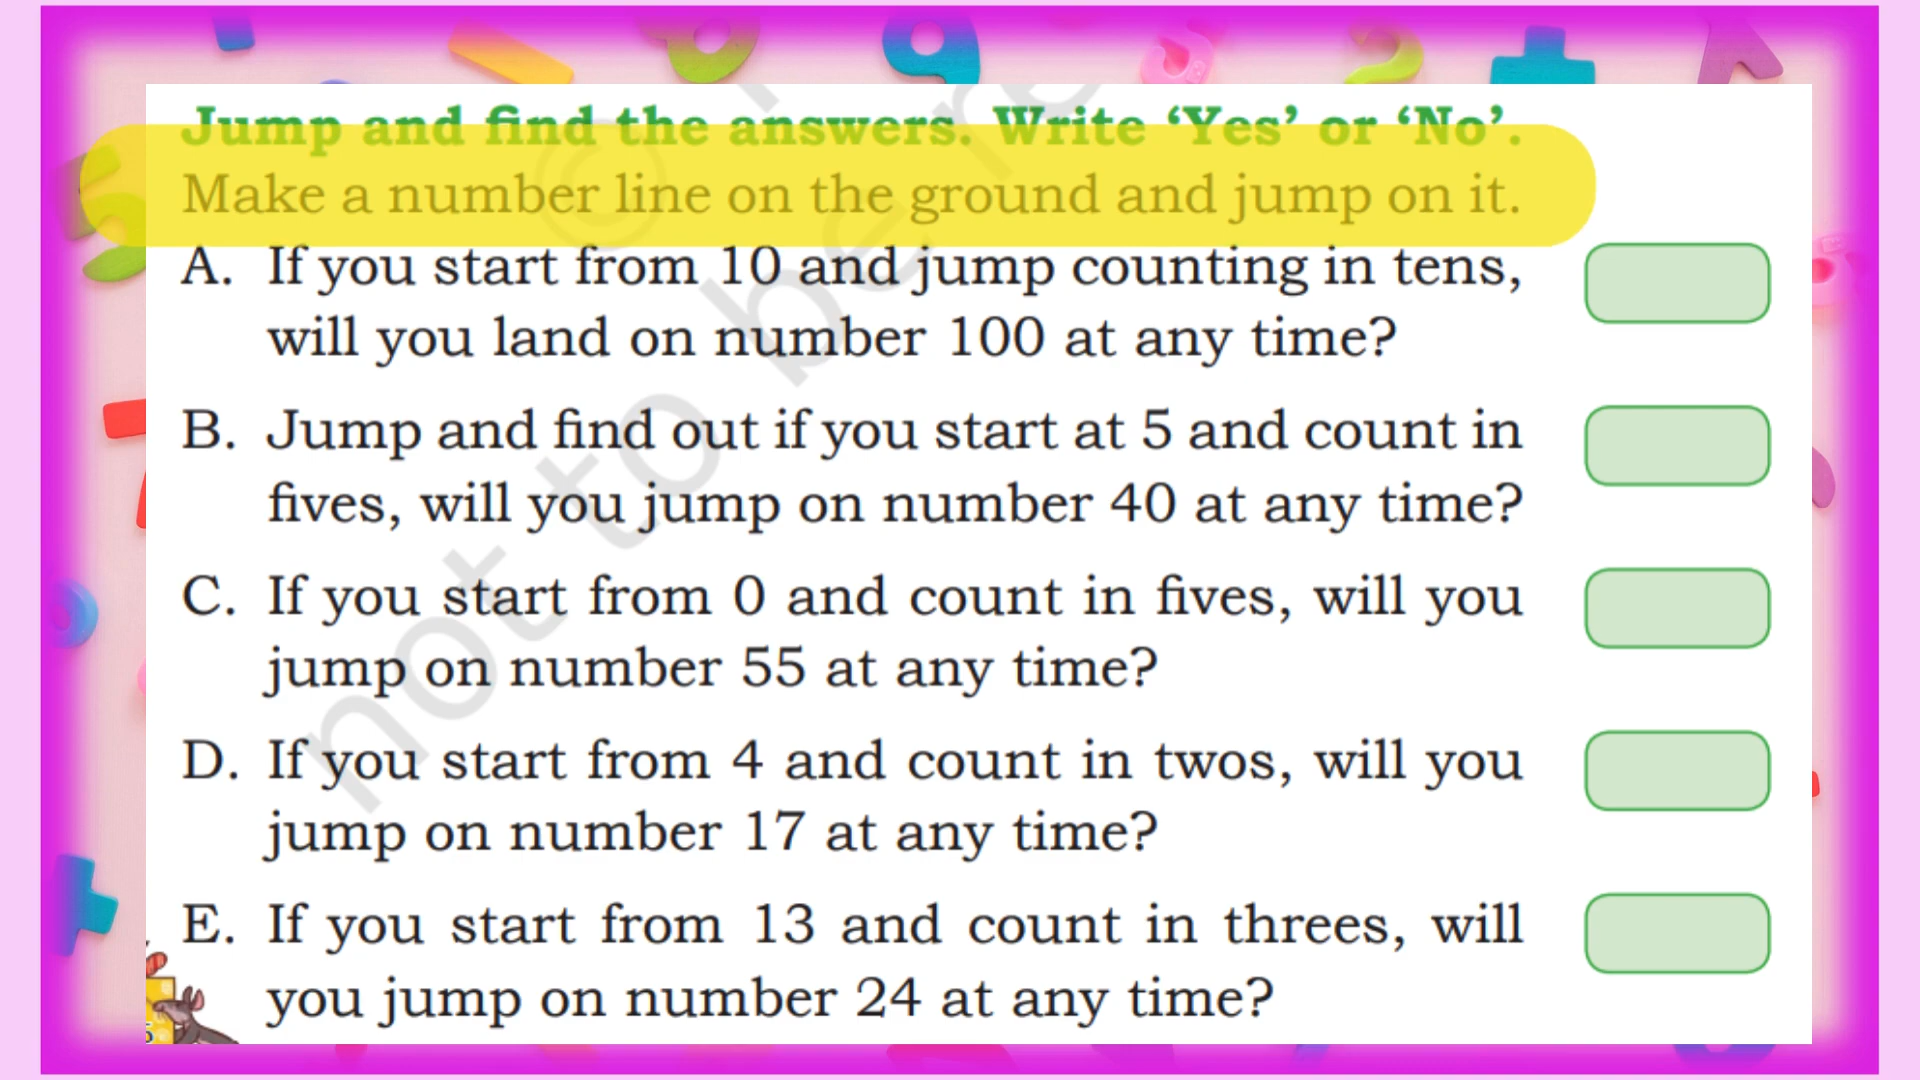 Jump and find the answers. Write ‘Yes’ or ‘No’.
Make a number line on the ground and jump on it.
A. If you start from 10 and jump counting in tens,
will you land on number 100 at any time?
B. Jump and find out if you start at 5 and count in
fives, will you jump on number 40 at any time?
C. If you start from 0 and count in fives, will you
jump on number 55 at any time?
D. If you start from 4 and count in twos, will you
jump on number 17 at any time?
E. If you start from 13 and count in threes, will
you jump on number 24 at any time?
not to be re